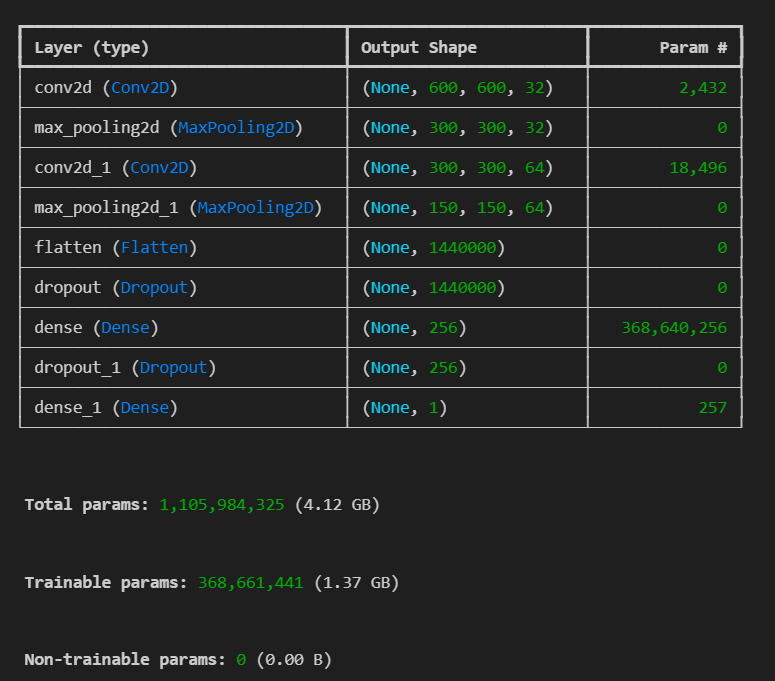 Layer (type) Output Shape Param #
conv2d (Conv2D) (None, 600, 600, 32) 2,432
max_pooling2d (MaxPooling2D) (None, 300, 300, 32) 0
conv2d_1 (Conv2D) (None, 300, 300, 64) 18,496
max_pooling2d_1 (MaxPooling2D) (None, 150, 150, 64) 0
flatten (Flatten) (None, 1440000) 0
dropout (Dropout) (None, 1440000) 0
dense (Dense) (None, 256) 368,640,256
dropout_1 (Dropout) (None, 256) 0
dense_1 (Dense) (None, 1) 257
Total params: 1,105,984,325 (4.12 GB)
Trainable params: 368,661,441 (1.37 GB)
Non-trainable params: 0 (0.00 B)